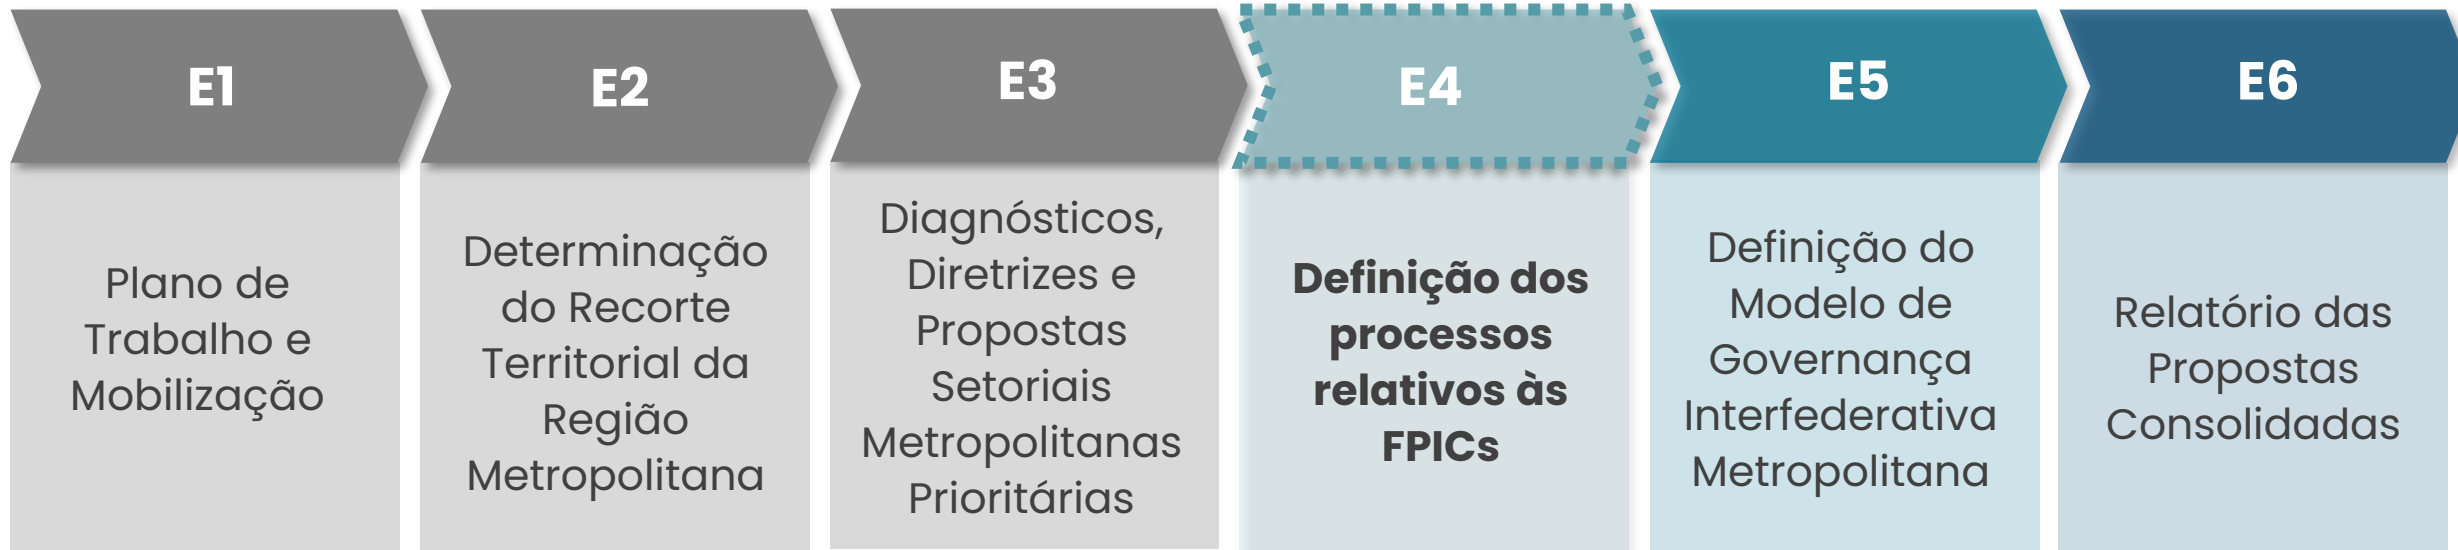 E1
Plano de
Trabalho e
Mobilização
E2
Determinação
do Recorte
Territorial da
Região
Metropolitana
E3
Diagnósticos,
Diretrizes e
Propostas
Setoriais
Metropolitanas
Prioritárias
E4
Definição dos
processos
relativos às
FPICs
E5
Definição do
Modelo de
Governança
Interfederativa
Metropolitana
E6
Relatório das
Propostas
Consolidadas